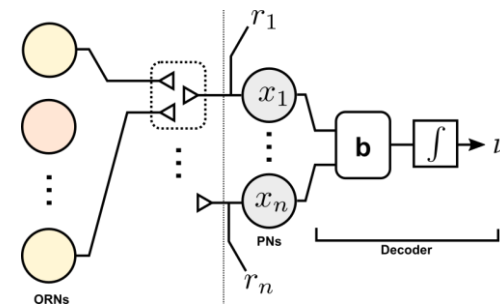 r₁
x₁
b
∫
xₙ
PNs
Decoder
rₙ
ORNs